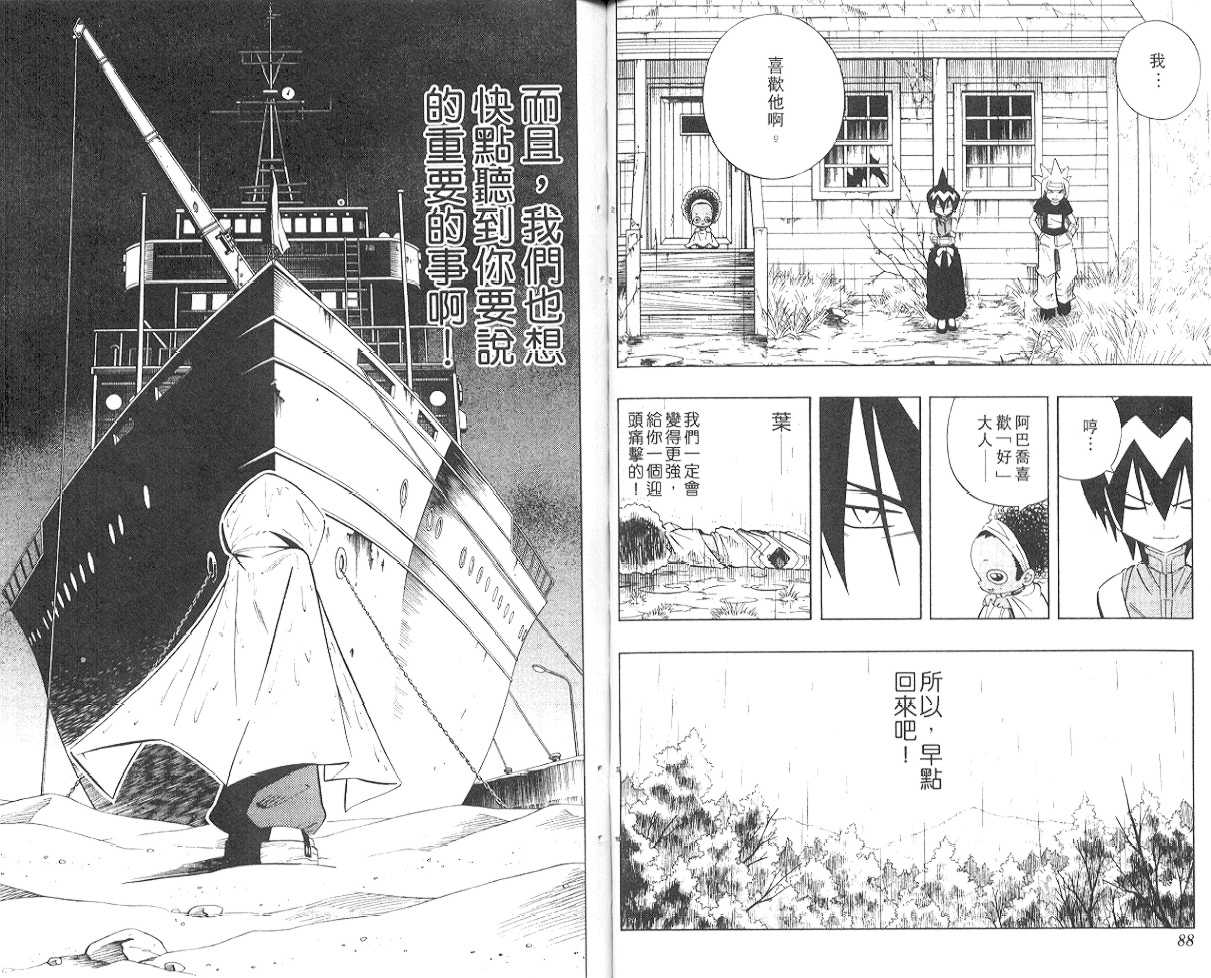 我…
喜歡他啊。
哼…
阿巴喬喜
歡「好」
大人——
葉——
我們一定會
變得更強，
給你一個迎
頭痛擊的！
所以，早點
回來吧！
88
而且，我們也想
快點聽到你要說
的重要的事啊！